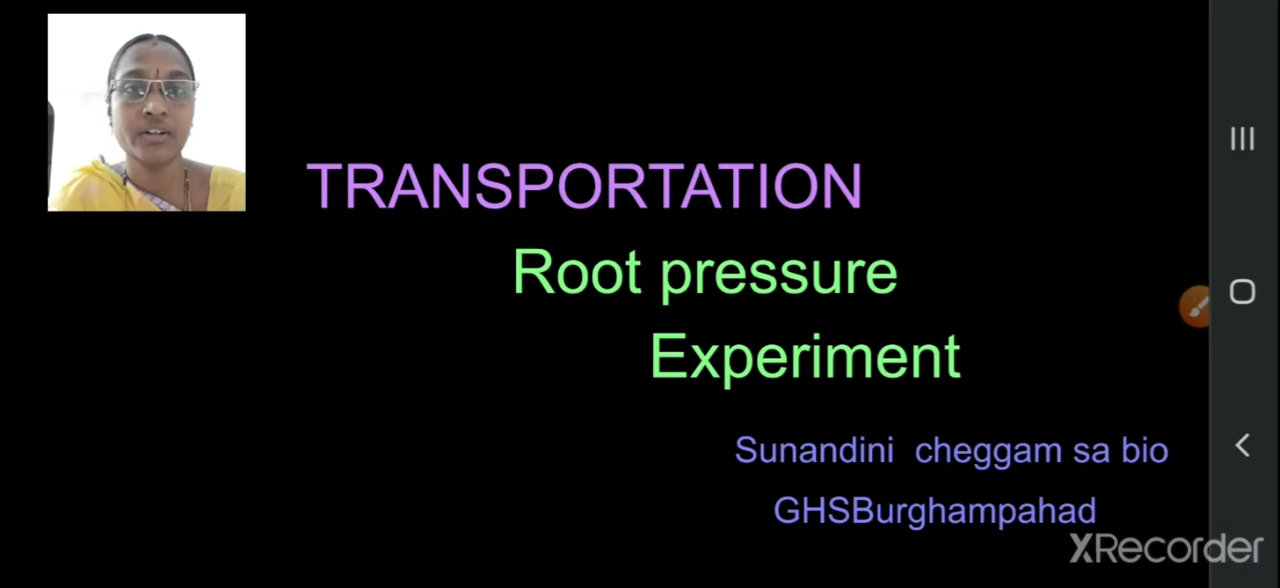 TRANSPORTATION
Root pressure
Experiment
Sunandini cheggam sa bio
GHSBurghampahad
XRecorder